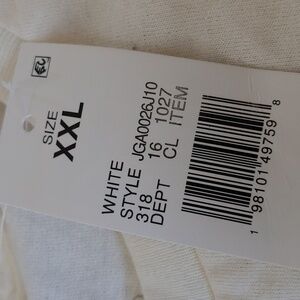 SIZE
XXL
WHITE
STYLE JGA0026J10
318 16 1027
DEPT CL ITEM
1 98101 49759 8